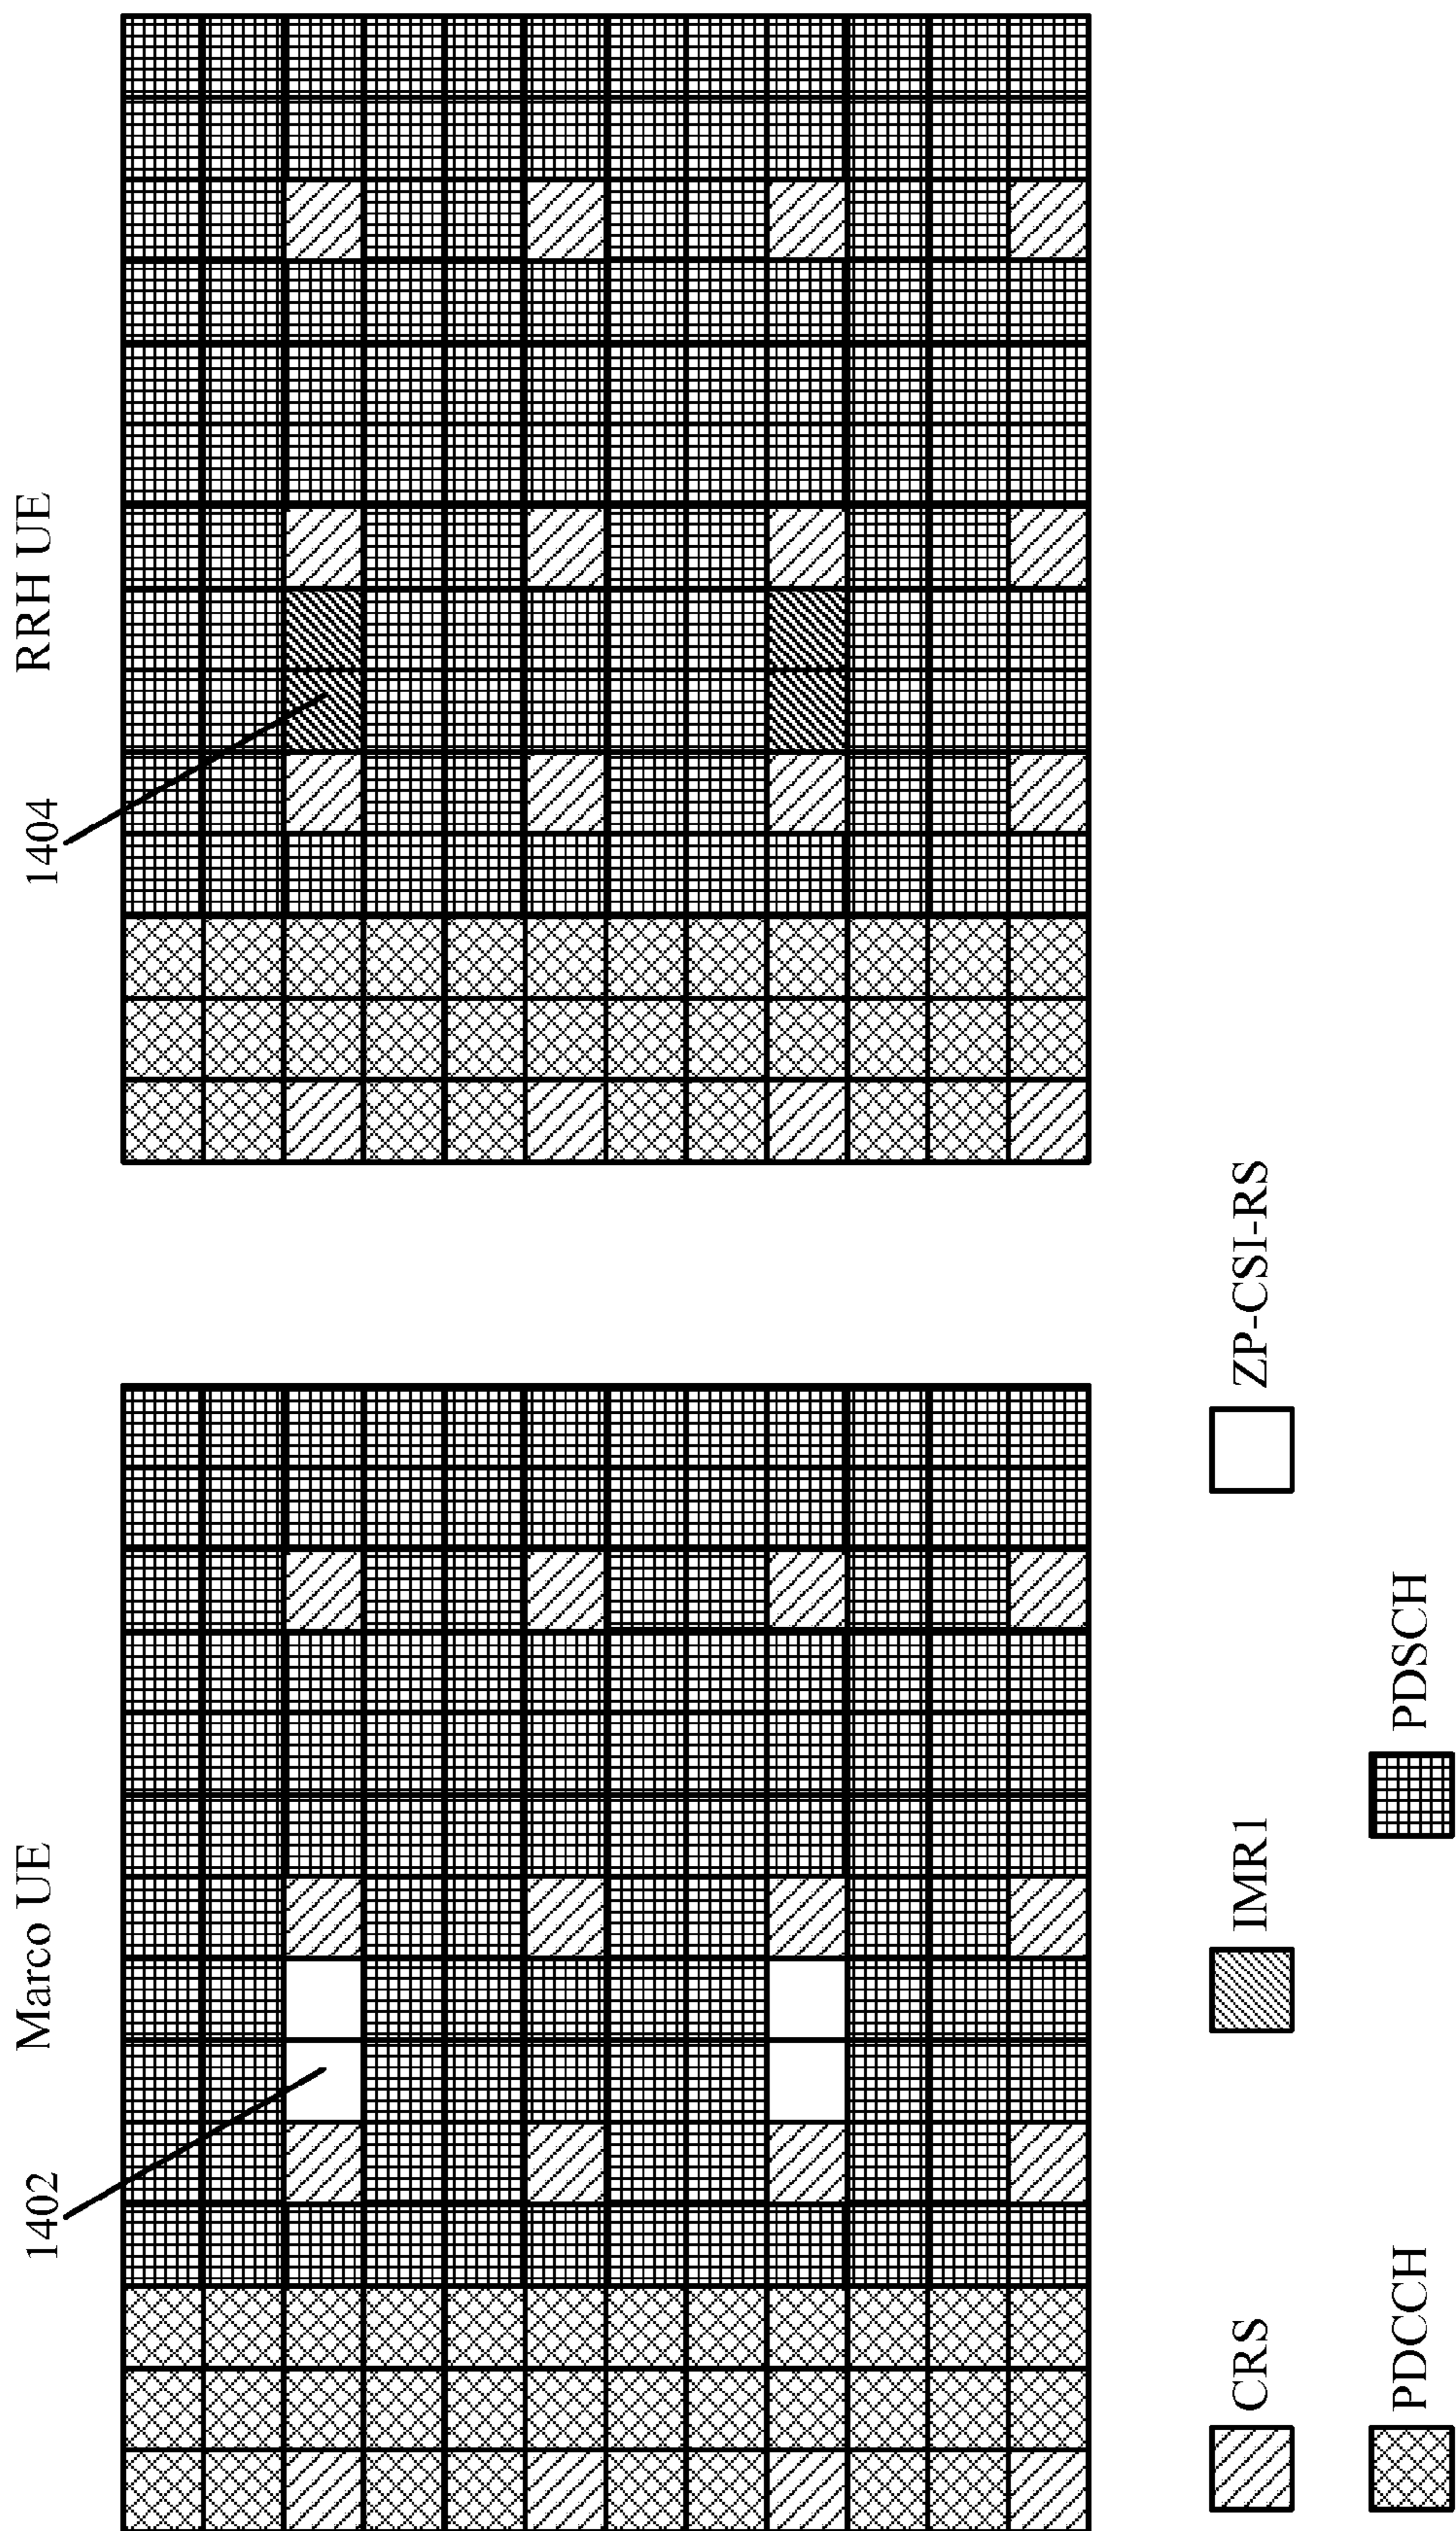 Marco UE
RRH UE
1402
1404
CRS
IMR1
ZP-CSI-RS
PDCCH
PDSCH